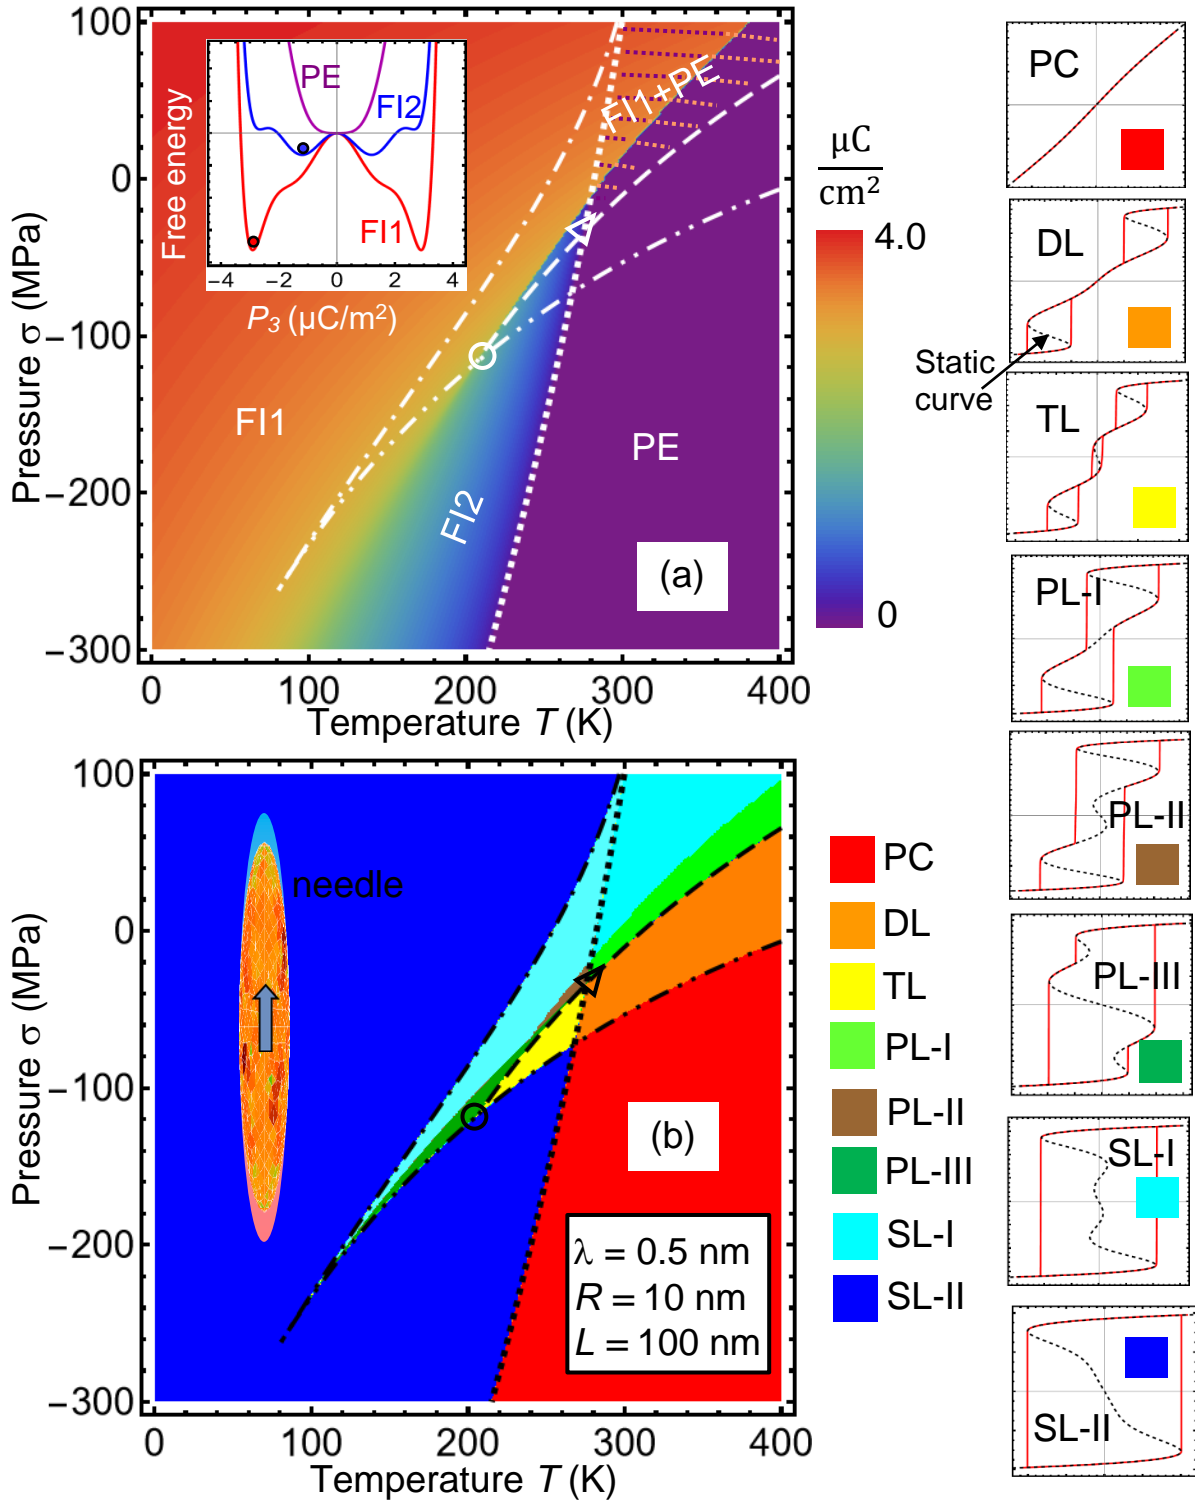 100
0
−100
−200
−300
Pressure σ (MPa)
0
100
200
300
400
Temperature T (K)
Free energy
PE
FI2
FI1
−4
−2
0
2
4
P3 (μC/m²)
FI1+PE
FI1
FI2
PE
(a)
μC
cm²
4.0
0
100
0
−100
−200
−300
Pressure σ (MPa)
0
100
200
300
400
Temperature T (K)
needle
(b)
λ = 0.5 nm
R = 10 nm
L = 100 nm
PC
DL
TL
PL-I
PL-II
PL-III
SL-I
SL-II
PC
DL
Static
curve
TL
PL-I
PL-II
PL-III
SL-I
SL-II